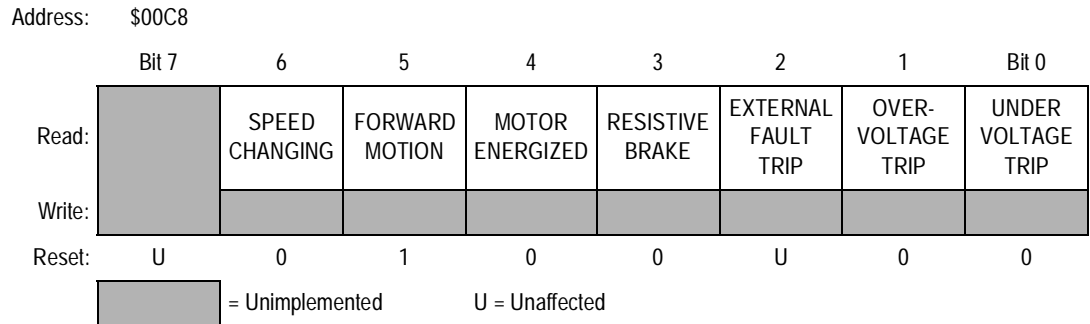 Address: $00C8
Bit 7 6 5 4 3 2 1 Bit 0
Read: SPEED CHANGING FORWARD MOTION MOTOR ENERGIZED RESISTIVE BRAKE EXTERNAL FAULT TRIP OVER- VOLTAGE TRIP UNDER VOLTAGE TRIP
Write:
Reset: U 0 1 0 0 U 0 0
= Unimplemented U = Unaffected